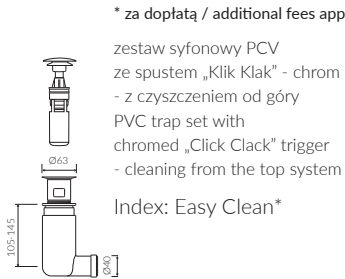 * za dopłatą / additional fees app
zestaw syfonowy PCV
ze spustem „Klik Klak” - chrom
- z czyszczeniem od góry
PVC trap set with
chromed „Click Clack” trigger
- cleaning from the top system
Index: Easy Clean*
Ø63
105-145
Ø40